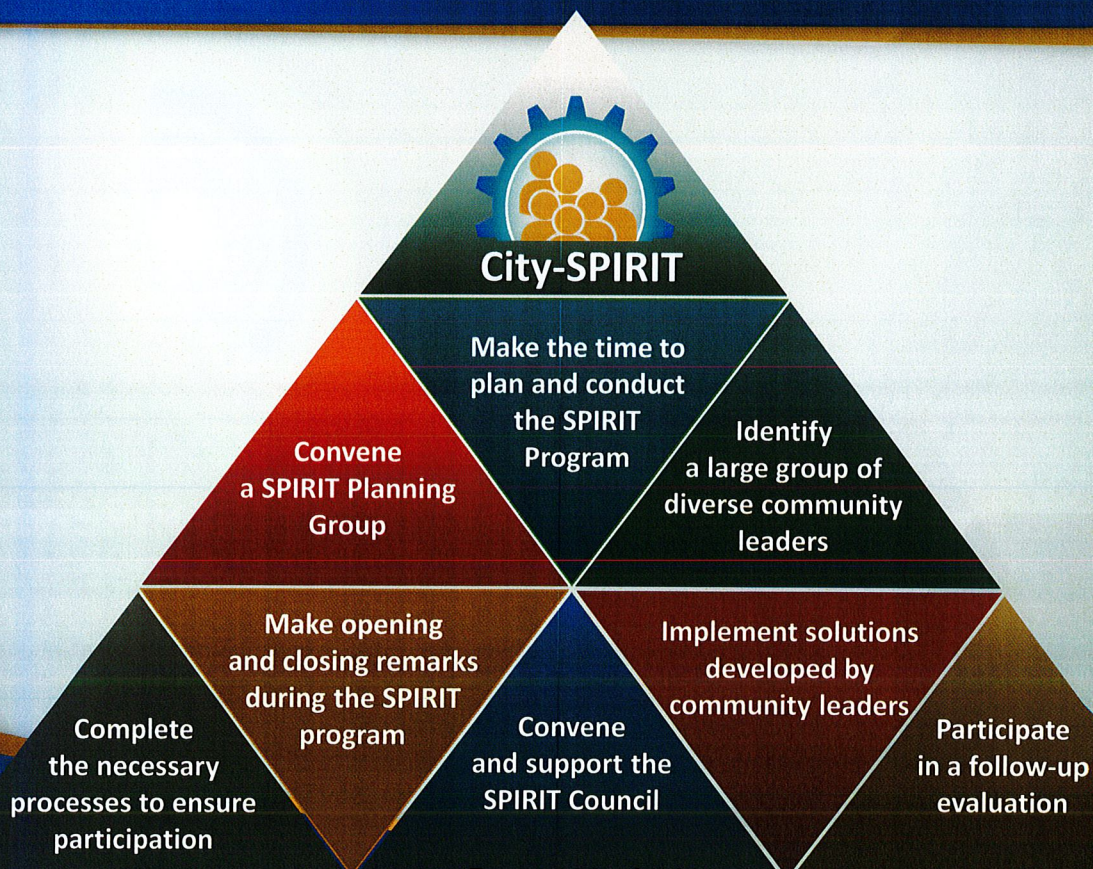 City-SPIRIT
Convene
a SPIRIT Planning
Group
Make the time to
plan and conduct
the SPIRIT
Program
Identify
a large group of
diverse community
leaders
Complete
the necessary
processes to ensure
participation
Make opening
and closing remarks
during the SPIRIT
program
Convene
and support the
SPIRIT Council
Implement solutions
developed by
community leaders
Participate
in a follow-up
evaluation